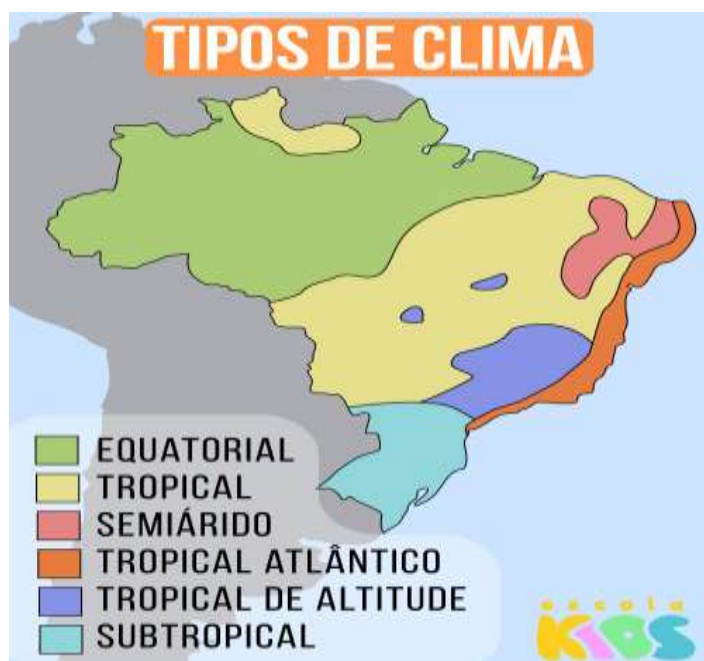 TIPOS DE CLIMA
EQUATORIAL
TROPICAL
SEMIÁRIDO
TROPICAL ATLÂNTICO
TROPICAL DE ALTITUDE
SUBTROPICAL
escola
KIDS